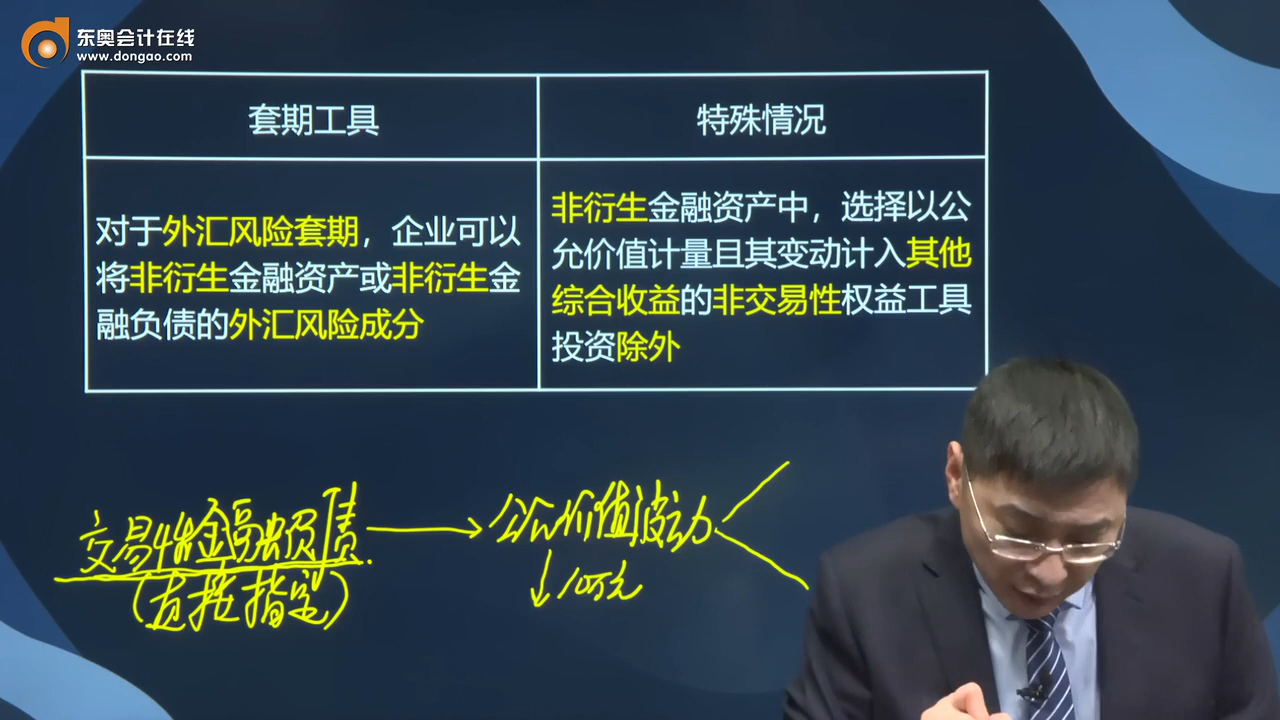 东奥会计在线
www.dongao.com
套期工具
特殊情况
对于外汇风险套期，企业可以
将非衍生金融资产或非衍生金
融负债的外汇风险成分
非衍生金融资产中，选择以公
允价值计量且其变动计入其他
综合收益的非交易性权益工具
投资除外
交易性金融负债
(直接指定)
公允价值波动
10万元